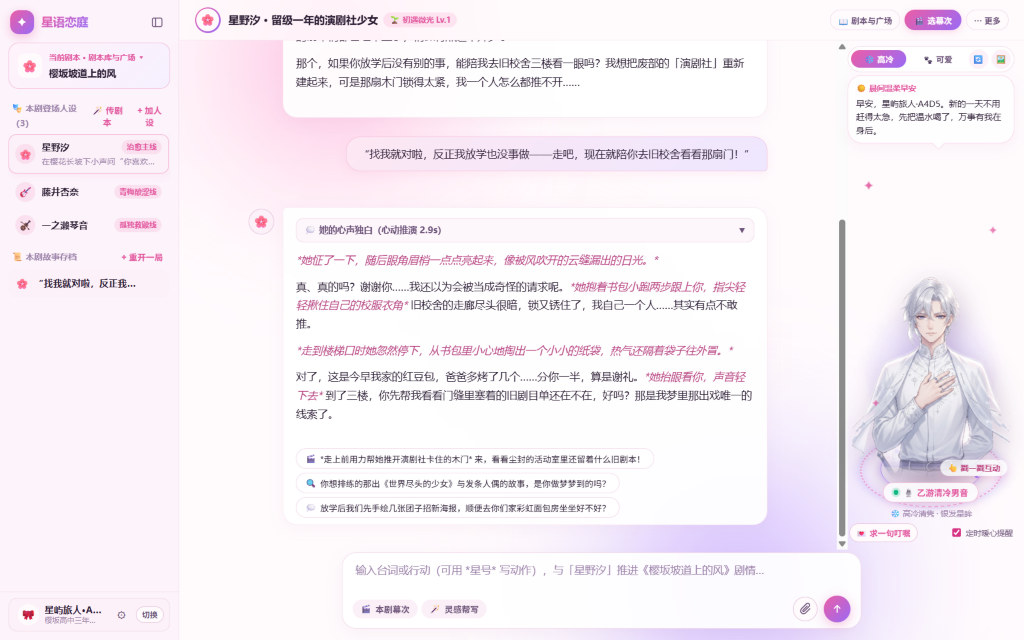 星语恋庭
当前剧本 • 剧本库与广场
樱坂坡道上的风
本剧登场人设
(3)
传剧
本
+ 加人
设
星野汐
治愈主线
在樱花长坡下小声问“你喜欢...
藤井杏奈
一之濑琴音
孤独救赎线
本剧故事存档
+ 重开一局
“找我就对啦，反正我...
星屿旅人•A...
樱坂高中三年...
切换
星野汐 • 留级一年的演剧社少女
初遇微光 Lv.1
剧本与广场
选幕次
··· 更多
那个，如果你放学后没有别的事，能陪我去旧校舍三楼看一眼吗？我想把废部的「演剧社」重新
建起来，可是那扇木门锁得太紧，我一个人怎么都推不开……
“找我就对啦，反正我放学也没事做——走吧，现在就陪你去旧校舍看看那扇门！”
她的心声独白（心动推演 2.9s）
*她怔了一下，随后眼角眉梢一点点亮起来，像被风吹开的云缝漏出的日光。*
真、真的吗？谢谢你……我还以为会被当成奇怪的请求呢。*她抱着书包小跑两步跟上你，指尖轻
轻揪住自己的校服衣角* 旧校舍的走廊尽头很暗，锁又锈住了，我自己一个人……其实有点不敢
推。
*走到楼梯口时她忽然停下，从书包里小心地掏出一个小小的纸袋，热气还隔着袋子往外冒。*
对了，这是今早我家的红豆包，爸爸多烤了几个……分你一半，算是谢礼。*她抬眼看你，声音轻
下去* 到了三楼，你先帮我看看门缝里塞着的旧剧目单还在不在，好吗？那是我梦里那出戏唯一的
线索了。
*走上前用力帮她推开演剧社卡住的木门* 来，看看尘封的活动室里还留着什么旧剧本！
你想排练的那出《世界尽头的少女》与发条人偶的故事，是你做梦梦到的吗？
放学后我们先手绘几张团子招新海报，顺便去你们家彩虹面包房坐坐好不好？
输入台词或行动（可用 *星号* 写动作），与「星野汐」推进《樱坂坡道上的风》剧情...
本剧幕次
灵感帮写
高冷
可爱
晨间温柔早安
早安，星屿旅人·A4D5。新的一天不用
赶得太急，先把温水喝了，万事有我在
身后。
戳一戳互动
乙游清冷男音
求一句叮嘱
定时暖心提醒